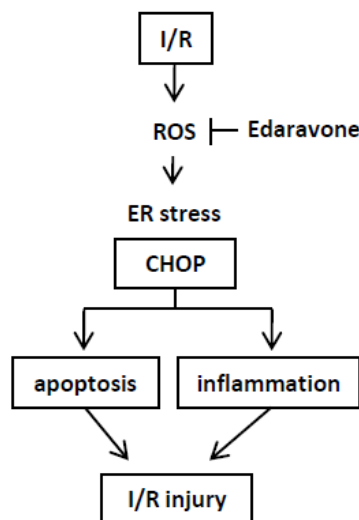 I/R
ROS
Edaravone
ER stress
CHOP
apoptosis
inflammation
I/R injury